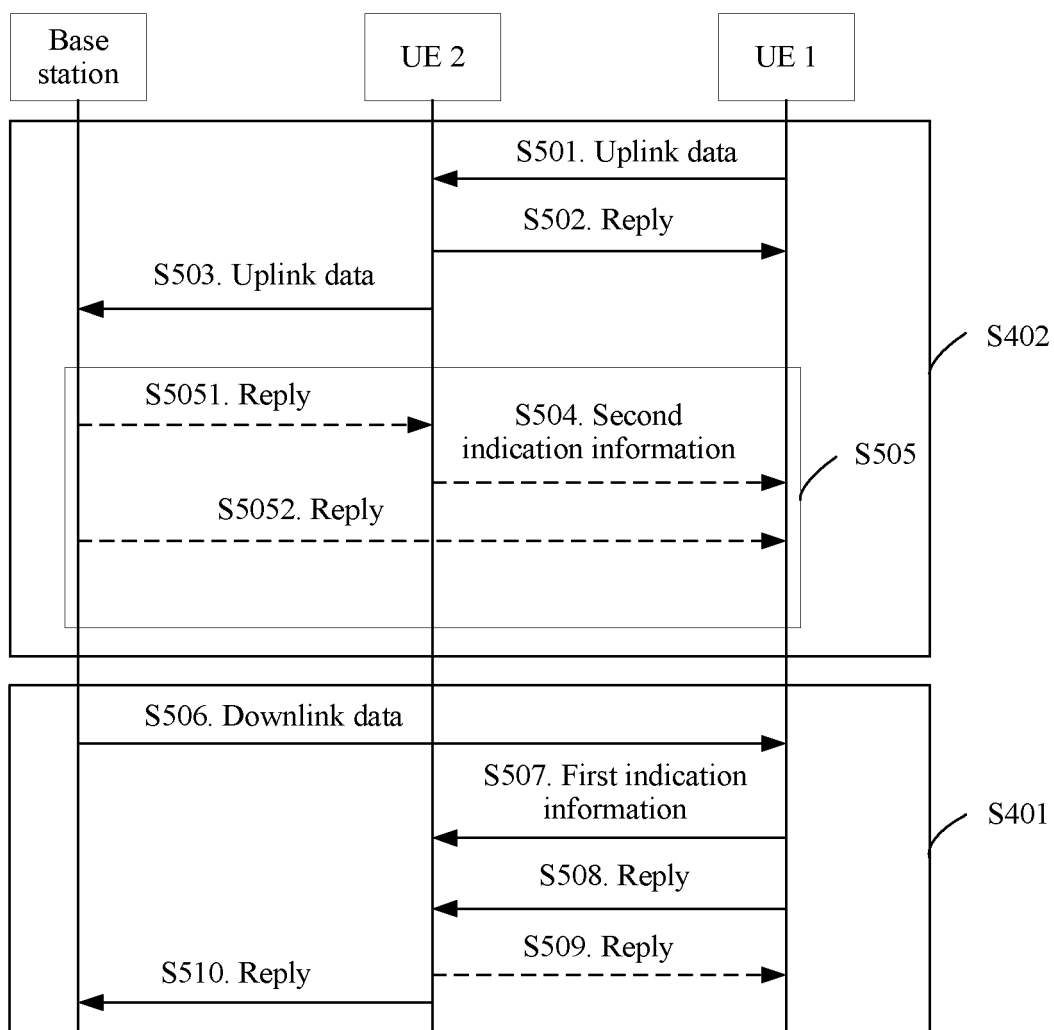 Base
station
UE 2
UE 1
S501. Uplink data
S502. Reply
S503. Uplink data
S402
S5051. Reply
S504. Second
indication information
S505
S5052. Reply
S506. Downlink data
S507. First indication
information
S401
S508. Reply
S509. Reply
S510. Reply